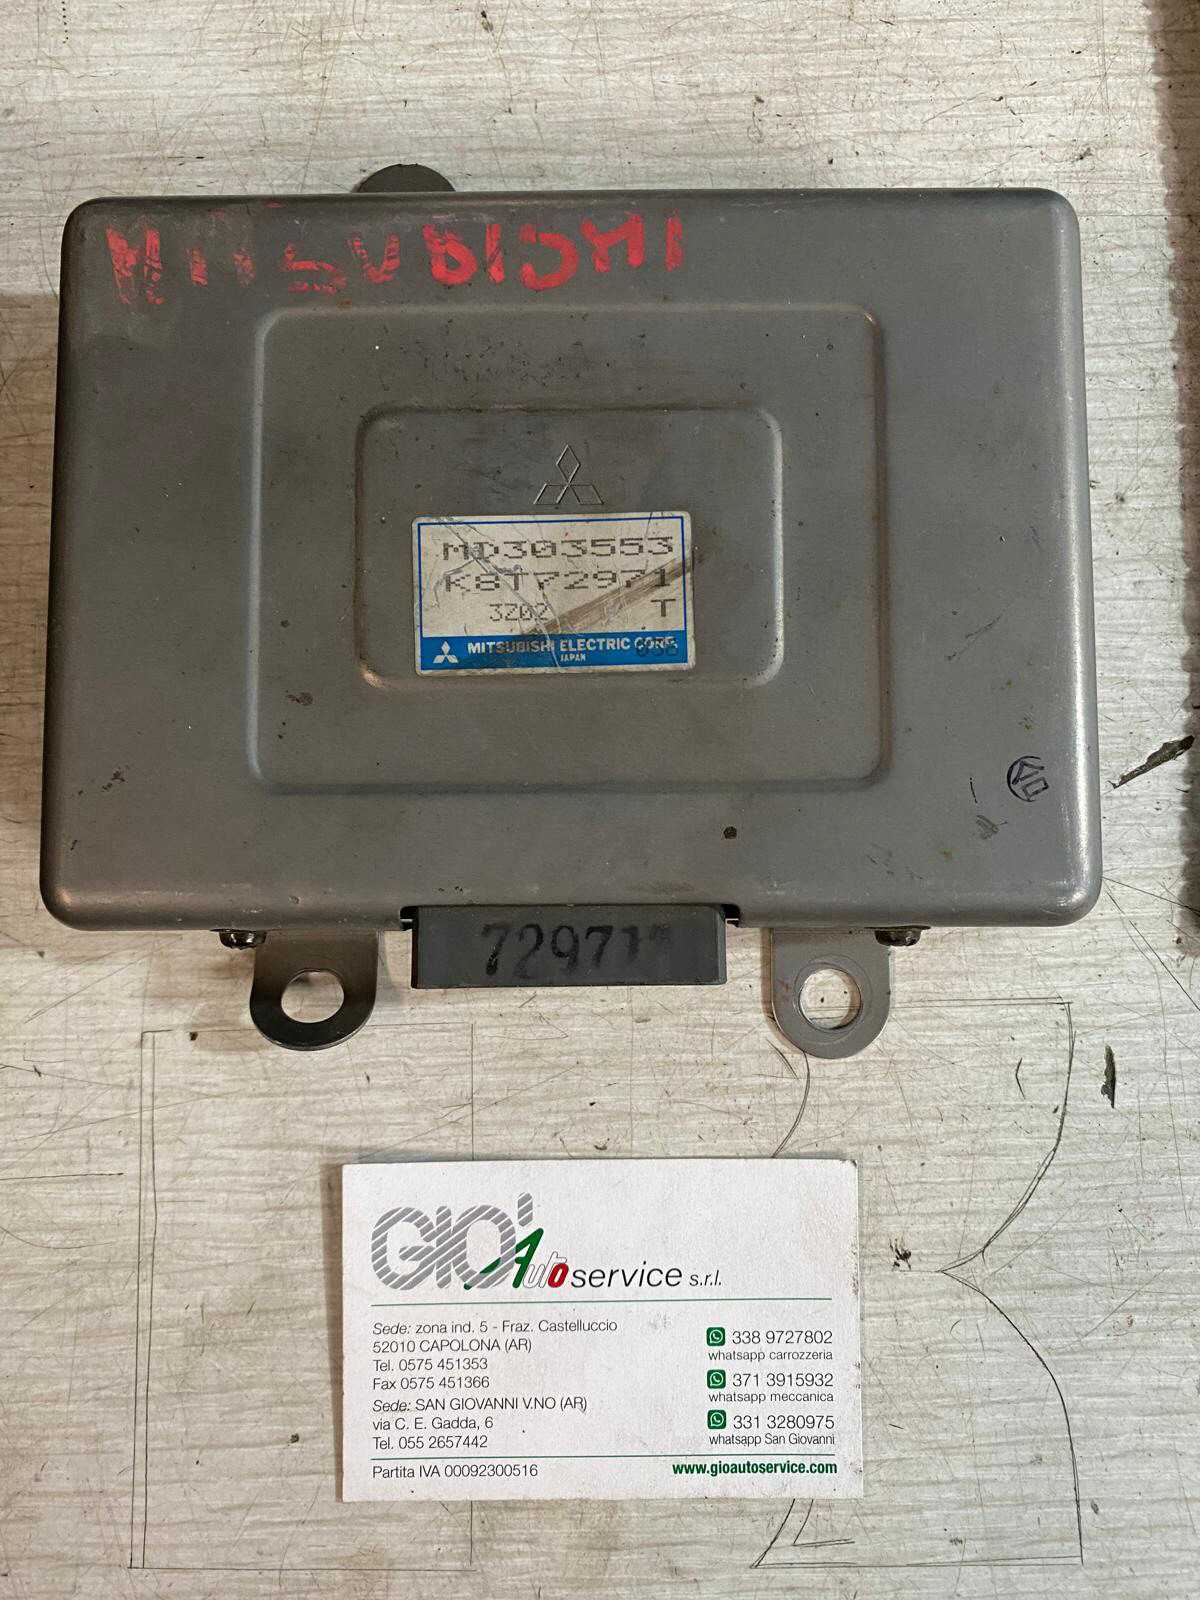 MITSUBISHI
MD303553
K8T72971
3Z02 T
MITSUBISHI ELECTRIC CORP.
JAPAN
72971
GIO' Auto service s.r.l.
Sede: zona ind. 5 - Fraz. Castelluccio
52010 CAPOLONA (AR)
Tel. 0575 451353
Fax 0575 451366
Sede: SAN GIOVANNI V.NO (AR)
via C. E. Gadda, 6
Tel. 055 2657442
338 9727802
whatsapp carrozzeria
371 3915932
whatsapp meccanica
331 3280975
whatsapp San Giovanni
Partita IVA 00092300516
www.gioautoservice.com